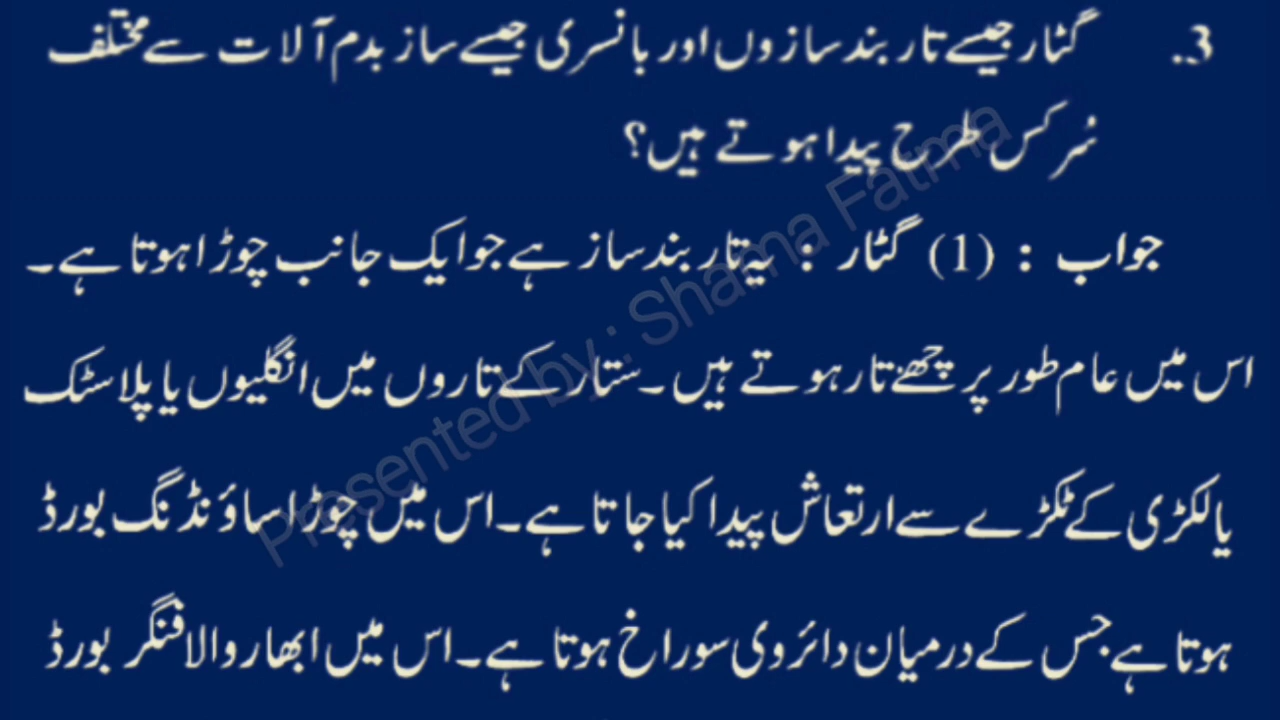 3. گٹار جیسے تار بند سازوں اور بانسری جیسے ساز بدم آلات سے مختلف
سُر کس طرح پیدا ہوتے ہیں؟
جواب : (1) گٹار : یہ تار بند ساز ہے جو ایک جانب چوڑا ہوتا ہے۔
اس میں عام طور پر چھے تار ہوتے ہیں۔ ستار کے تاروں میں انگلیوں یا پلاسٹک
یا لکڑی کے ٹکڑے سے ارتعاش پیدا کیا جاتا ہے۔ اس میں چوڑا ساؤنڈنگ بورڈ
ہوتا ہے جس کے درمیان دائروی سوراخ ہوتا ہے۔ اس میں ابھار والا فنگر بورڈ
Presented by: Shama Fatma